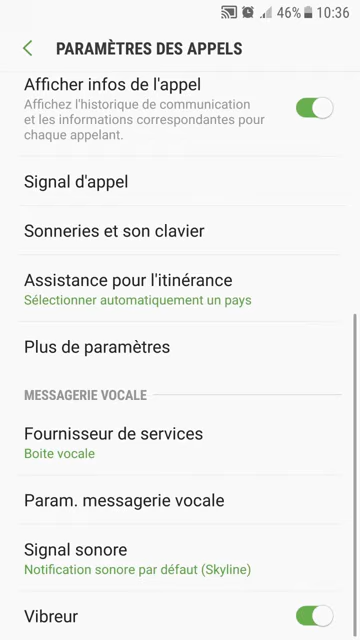 46% 10:36
PARAMÈTRES DES APPELS
Afficher infos de l'appel
Affichez l'historique de communication
et les informations correspondantes pour
chaque appelant.
Signal d'appel
Sonneries et son clavier
Assistance pour l'itinérance
Sélectionner automatiquement un pays
Plus de paramètres
MESSAGERIE VOCALE
Fournisseur de services
Boite vocale
Param. messagerie vocale
Signal sonore
Notification sonore par défaut (Skyline)
Vibreur